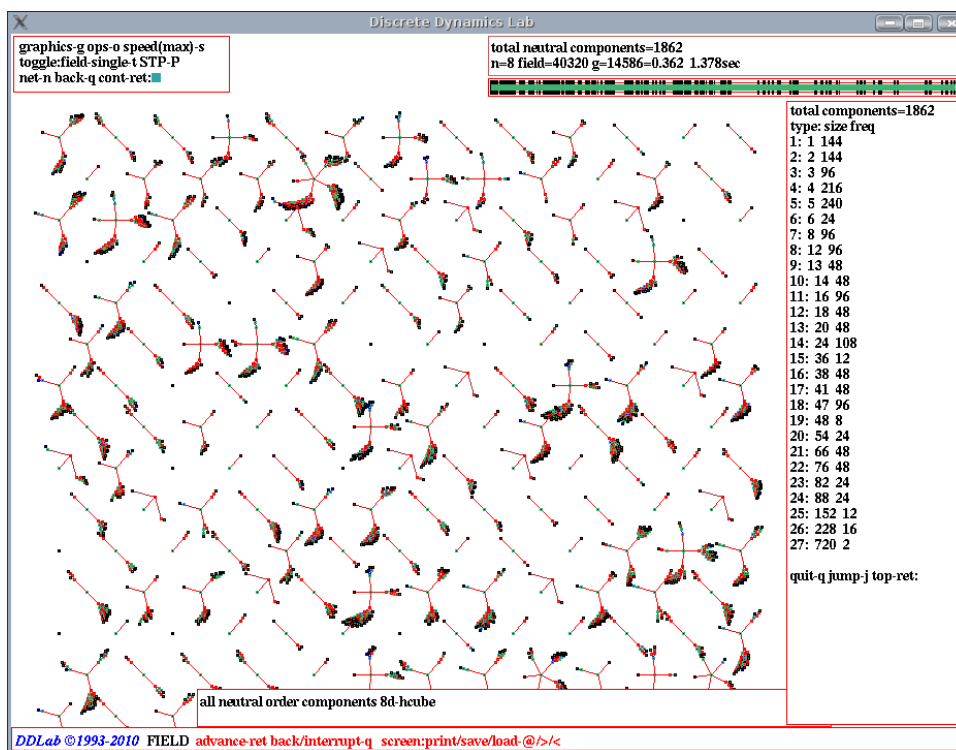 Discrete Dynamics Lab
graphics-g ops-o speed(max)-s
toggle:field-single-t STP-P
net-n back-q cont-ret:
total neutral components=1862
n=8 field=40320 g=14586=0.362 1.378sec
total components=1862
type: size freq
1: 1 144
2: 2 144
3: 3 96
4: 4 216
5: 5 240
6: 6 24
7: 8 96
8: 12 96
9: 13 48
10: 14 48
11: 16 96
12: 18 48
13: 20 48
14: 24 108
15: 36 12
16: 38 48
17: 41 48
18: 47 96
19: 48 8
20: 54 24
21: 66 48
22: 76 48
23: 82 24
24: 88 24
25: 152 12
26: 228 16
27: 720 2
quit-q jump-j top-ret:
all neutral order components 8d-hcube
DDLab ©1993-2010 FIELD advance-ret back/interrupt-q screen:print/save/load-@/>/<